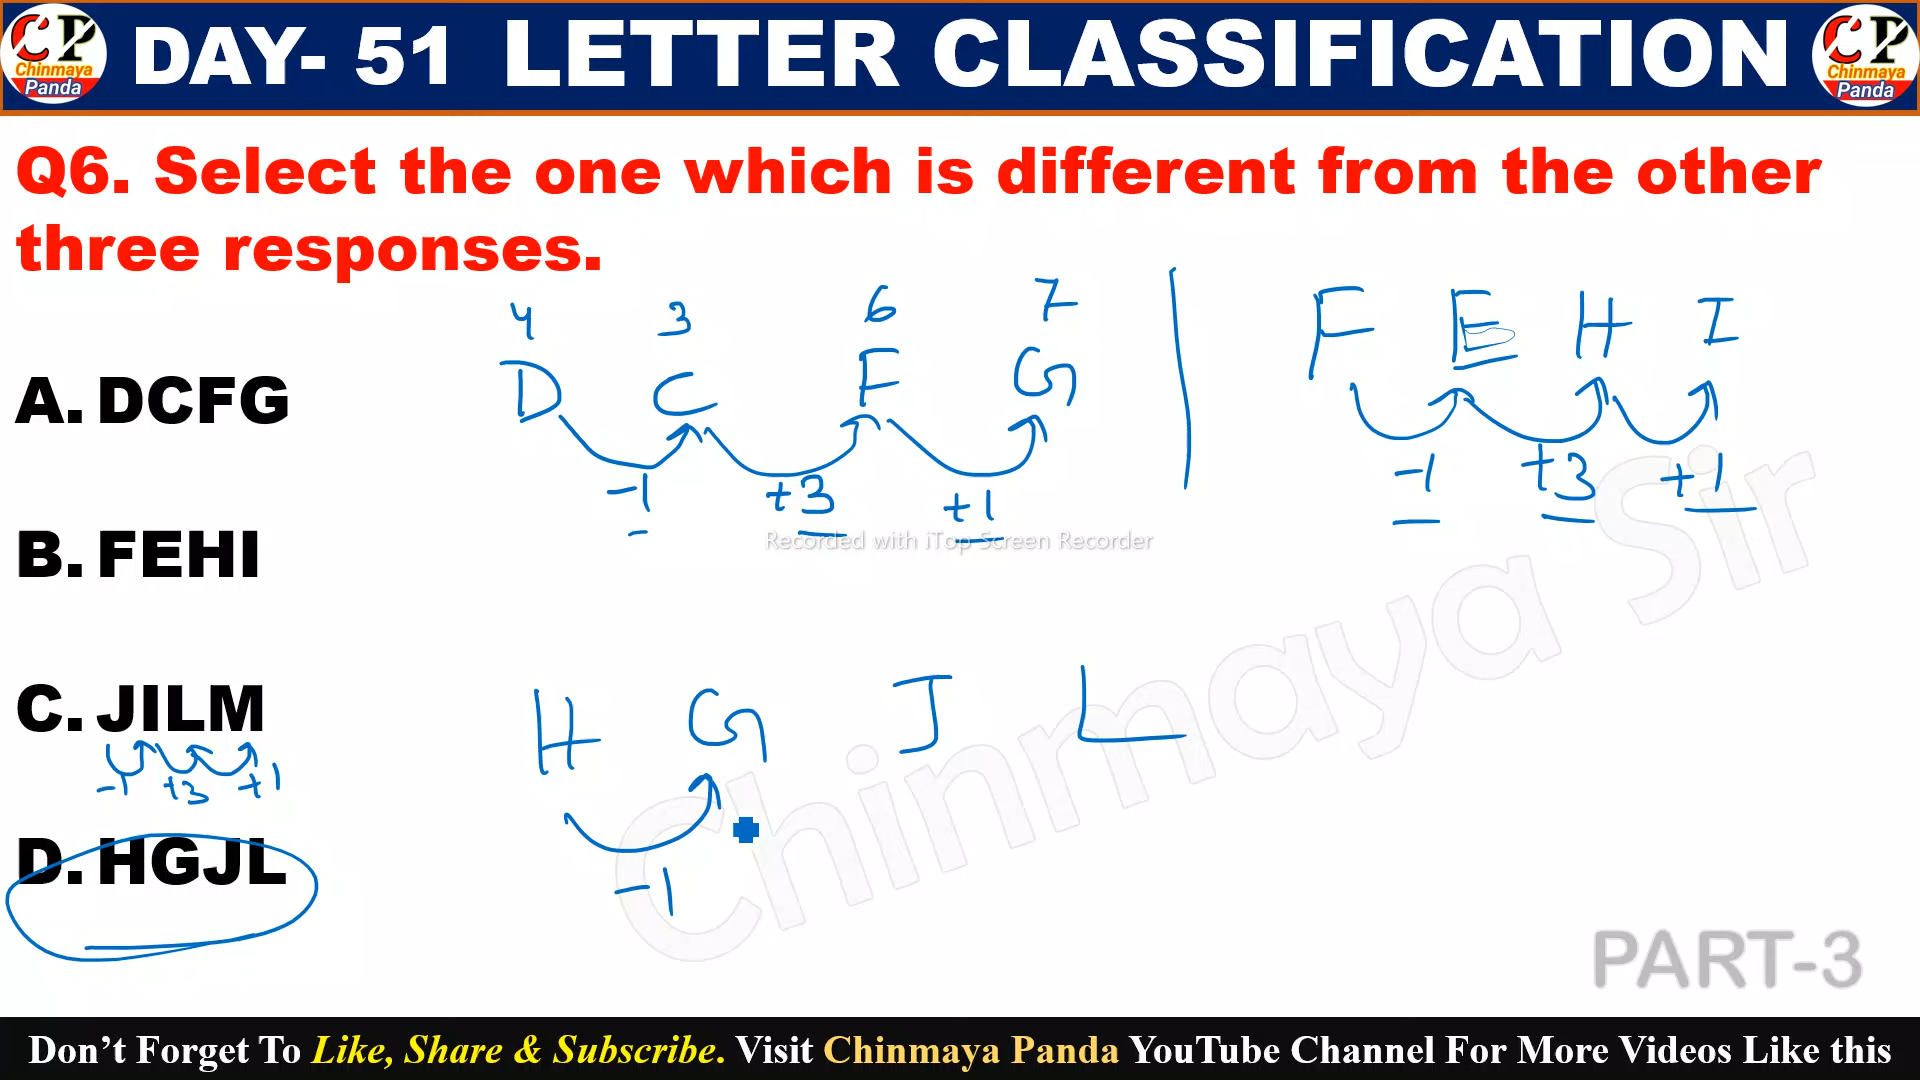 CP Chinmaya Panda DAY- 51 LETTER CLASSIFICATION CP Chinmaya Panda
Q6. Select the one which is different from the other
three responses.
4 3 6 7
D C F G
-1 +3 +1
F E H I
-1 +3 +1
A. DCFG
Recorded with iTop Screen Recorder
B. FEHI
C. JILM
-1 +3 +1
H G J L
-1
D. HGJL
Chinmaya Sir
PART-3
Don’t Forget To Like, Share & Subscribe. Visit Chinmaya Panda YouTube Channel For More Videos Like this